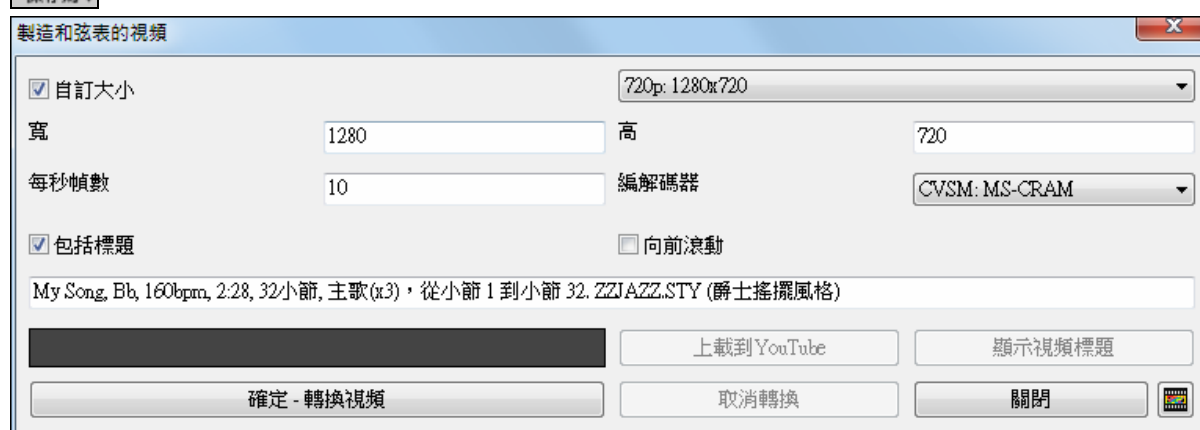 製造和弦表的視頻
自訂大小 720p: 1280x720
寬 1280 高 720
每秒幀數 10 編解碼器 CVSM: MS-CRAM
包括標題 向前滾動
My Song, Bb, 160bpm, 2:28, 32小節, 主歌(x3)，從小節 1 到小節 32. ZZJAZZ.STY (爵士搖擺風格)
上載到YouTube 顯示視頻標題
確定 - 轉換視頻 取消轉換 關閉